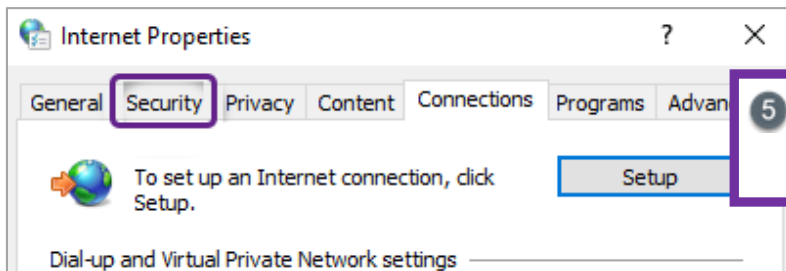 Internet Properties ? ×
General Security Privacy Content Connections Programs Advan
5
To set up an Internet connection, click Setup
Setup.
Dial-up and Virtual Private Network settings